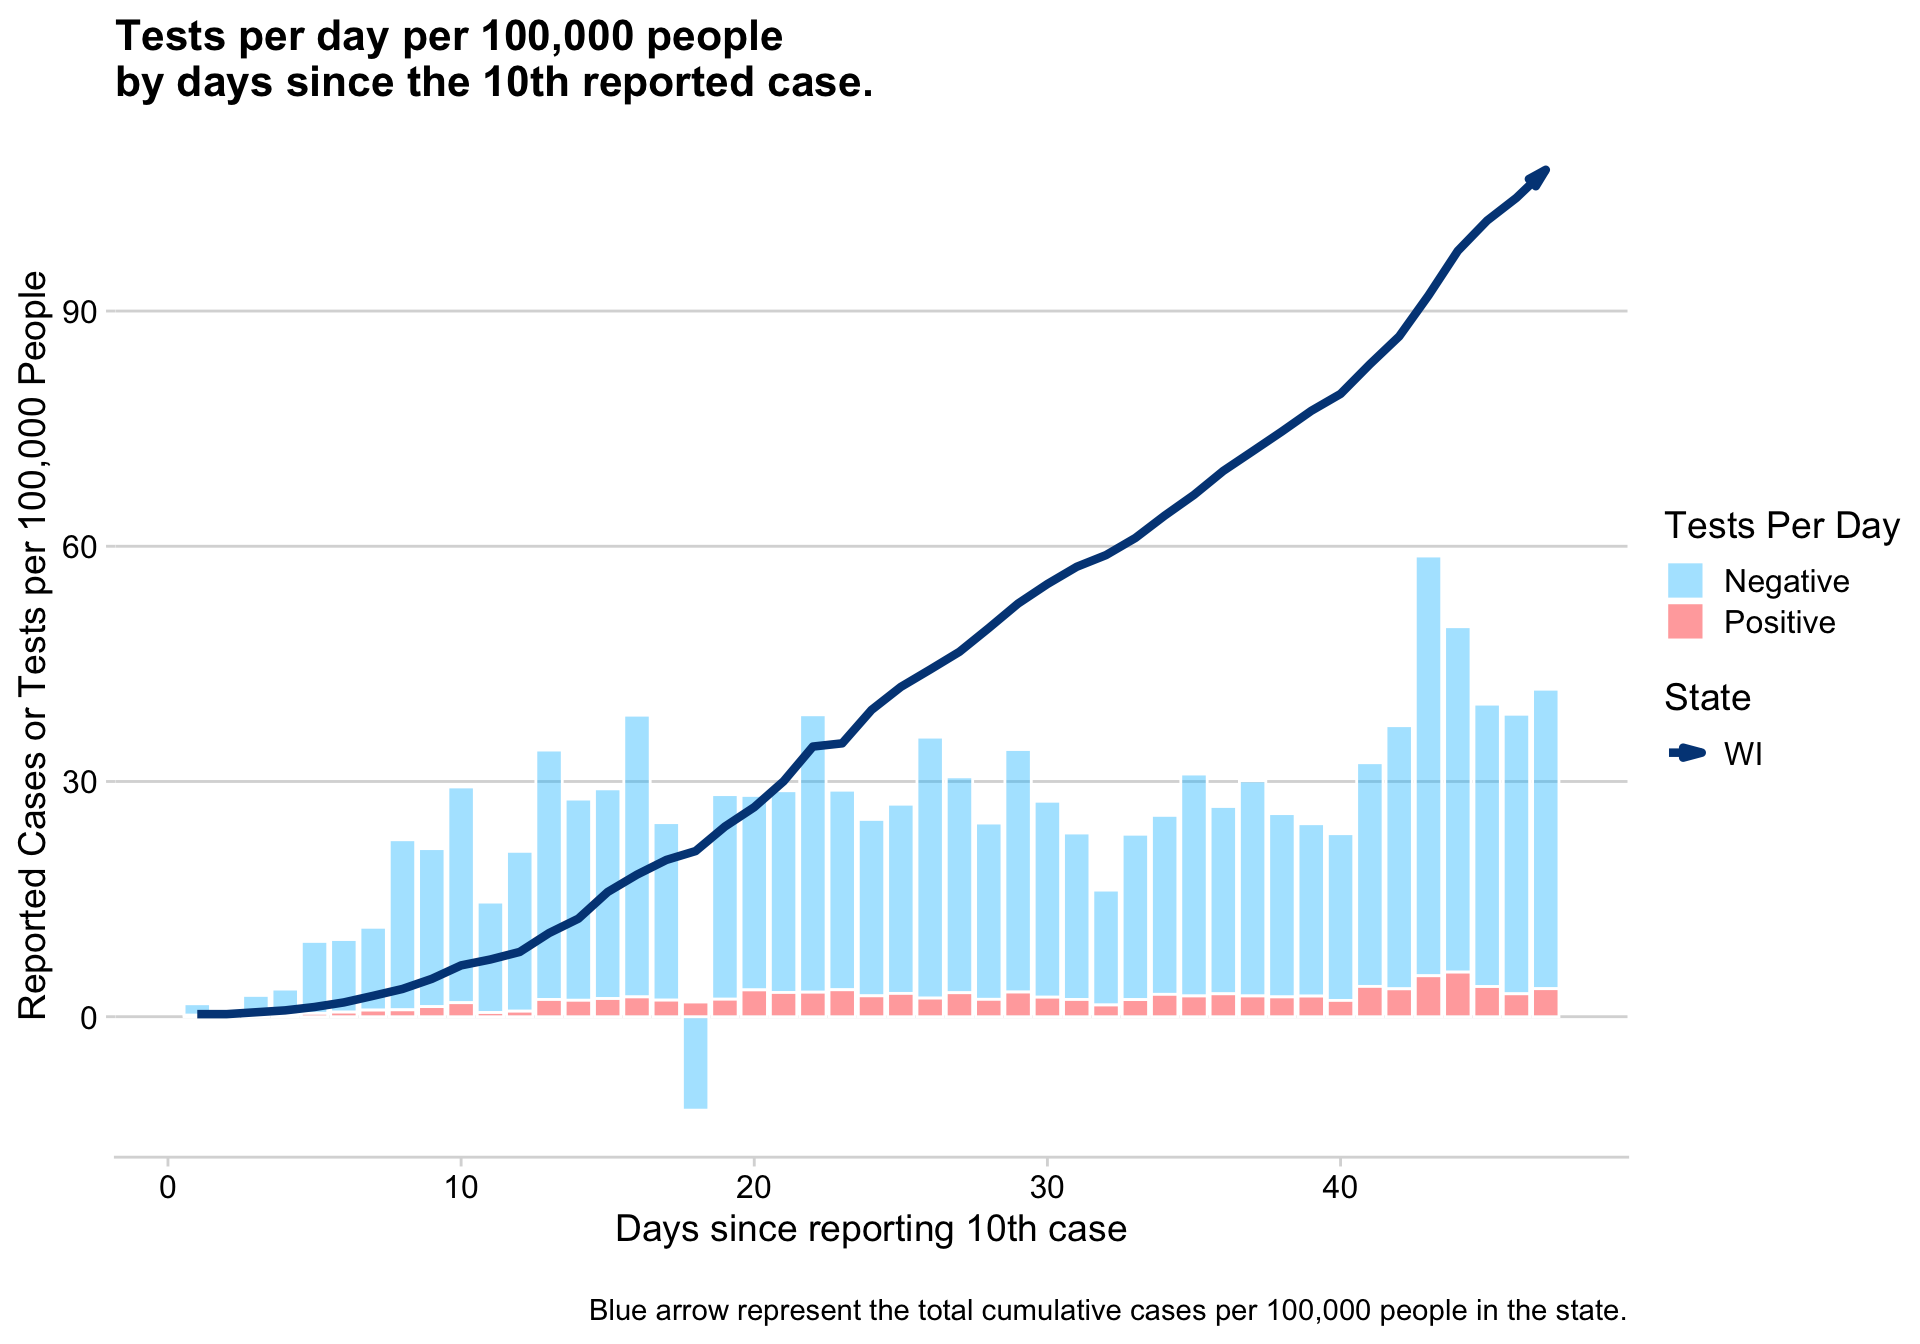 Tests per day per 100,000 people
by days since the 10th reported case.
Reported Cases or Tests per 100,000 People
90
60
30
0
0
10
20
30
40
Days since reporting 10th case
Tests Per Day
Negative
Positive
State
WI
Blue arrow represent the total cumulative cases per 100,000 people in the state.